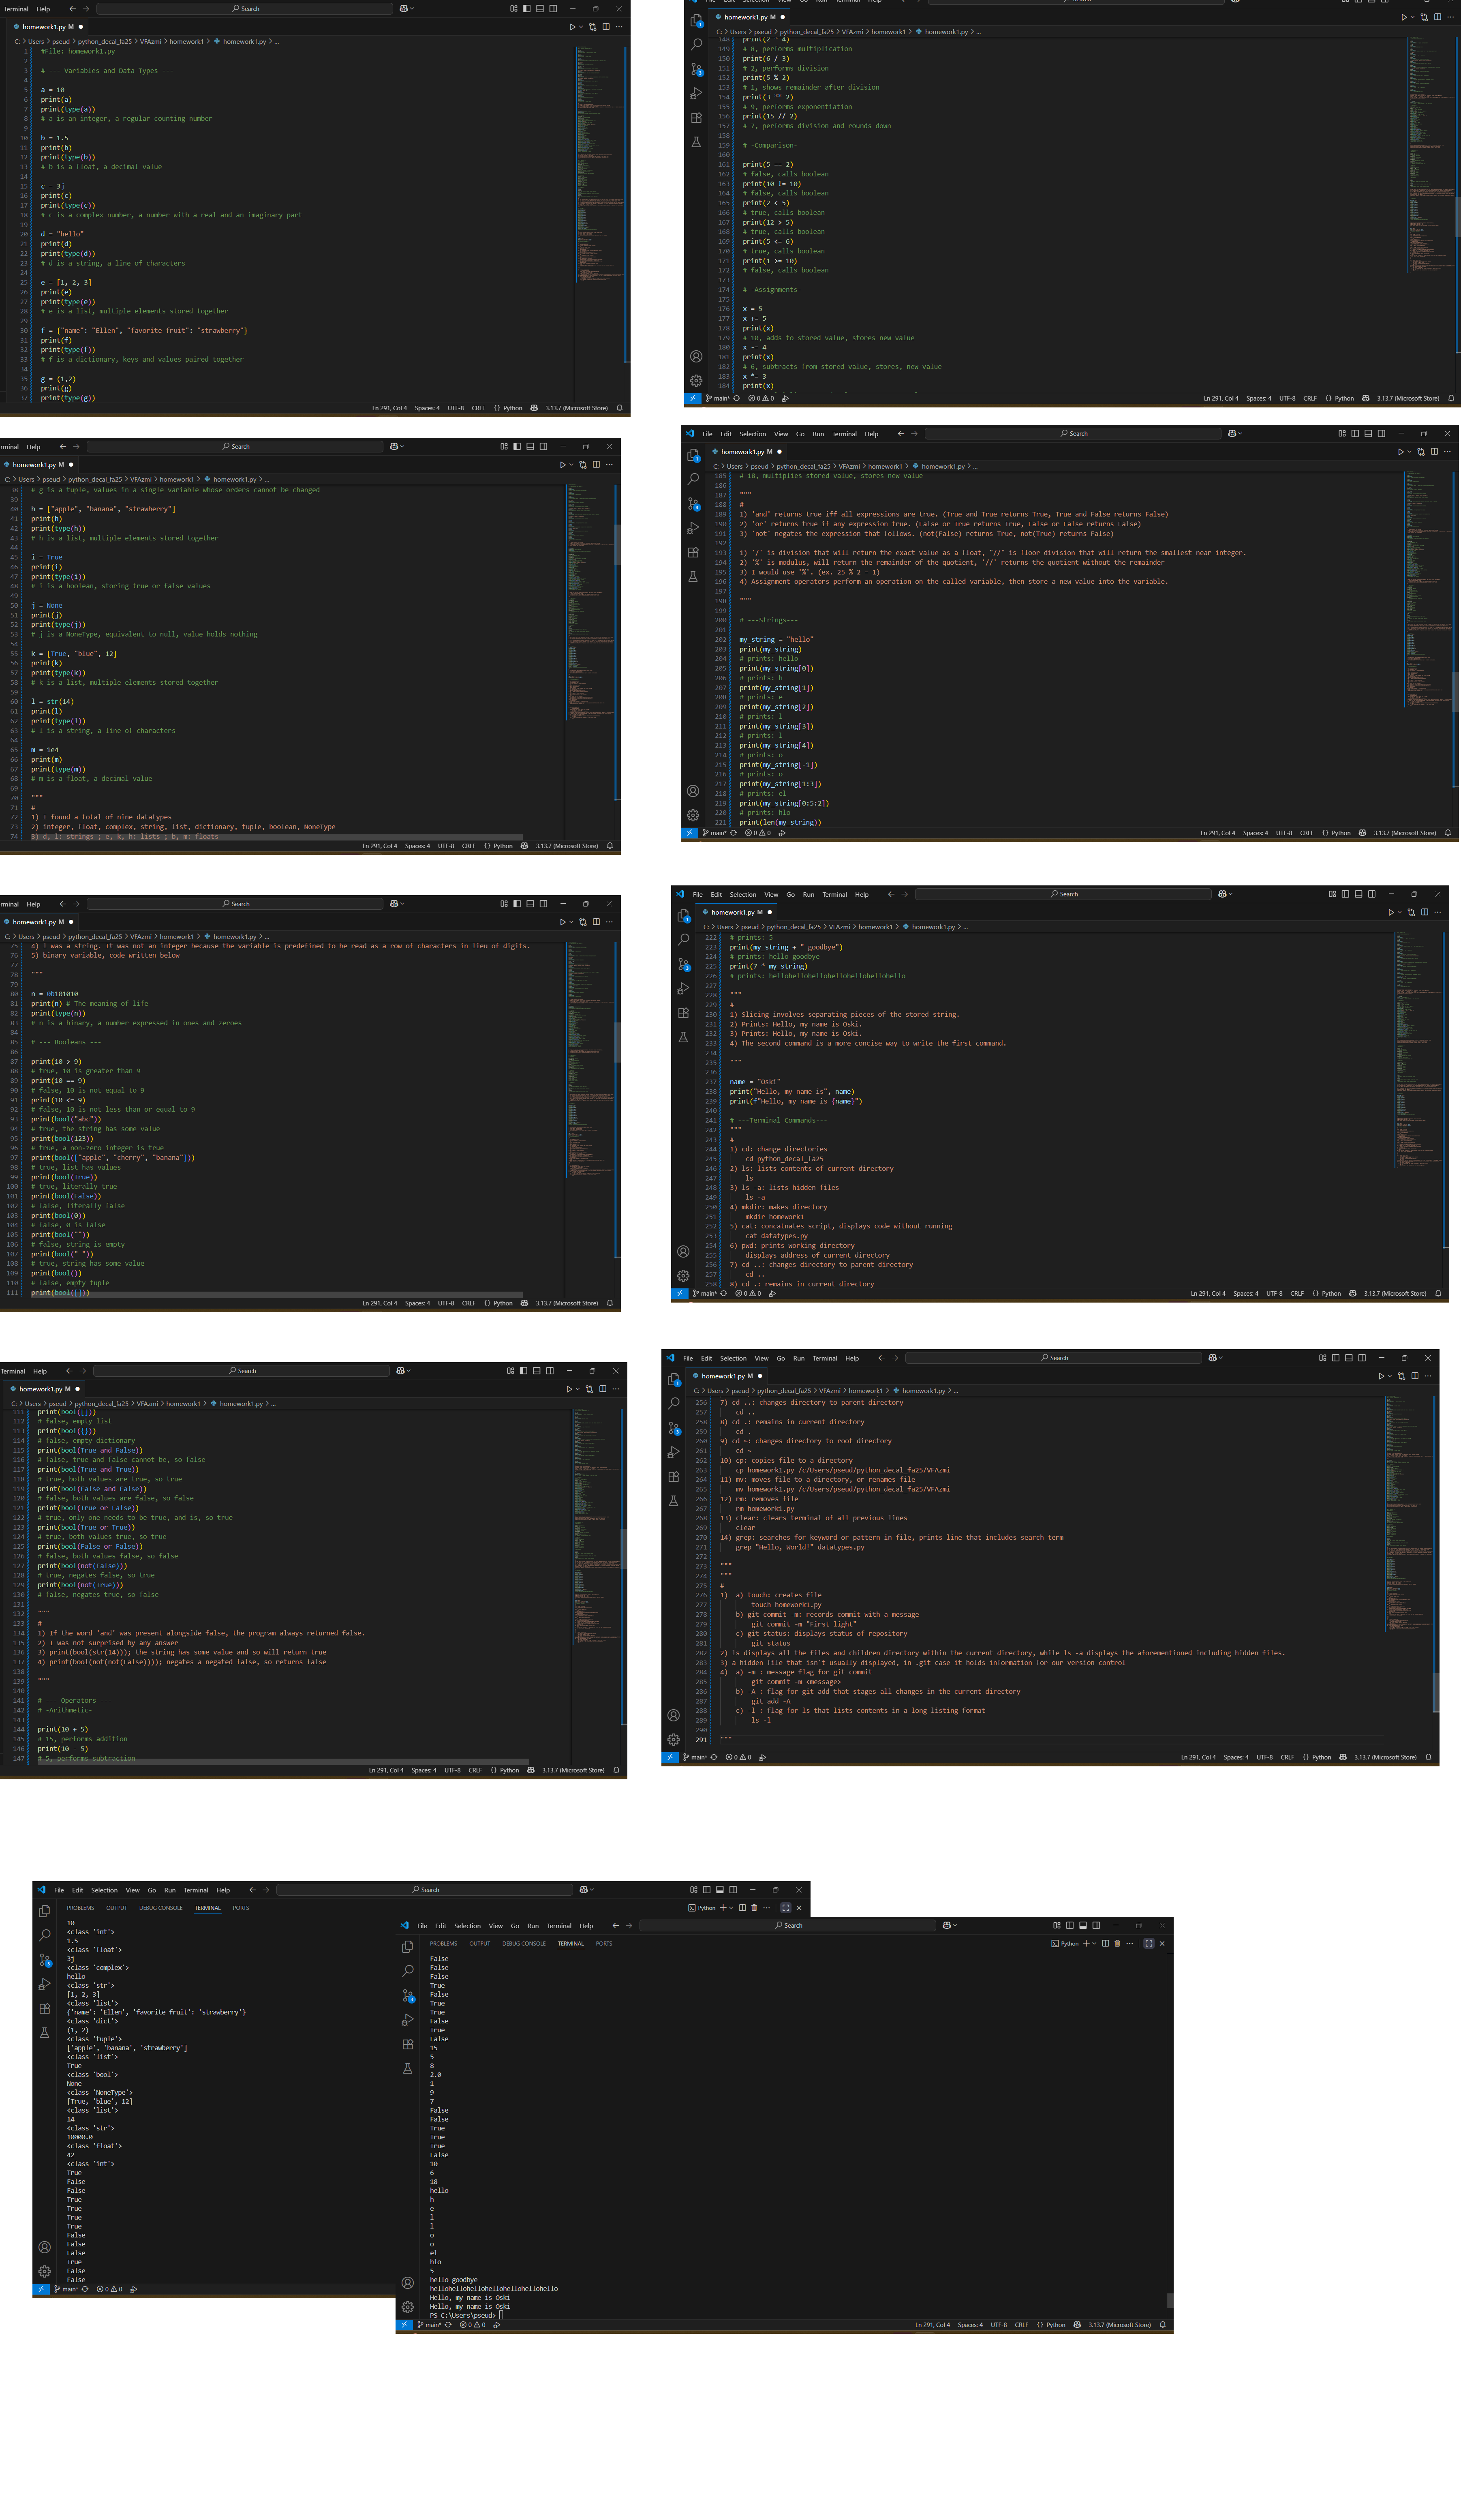 Terminal Help Search
homework1.py M
C: > Users > pseud > python_decal_fa25 > VFAzmi > homework1 > homework1.py > ...
1 #File: homework1.py
2
3 # --- Variables and Data Types ---
4
5 a = 10
6 print(a)
7 print(type(a))
8 # a is an integer, a regular counting number
9
10 b = 1.5
11 print(b)
12 print(type(b))
13 # b is a float, a decimal value
14
15 c = 3j
16 print(c)
17 print(type(c))
18 # c is a complex number, a number with a real and an imaginary part
19
20 d = "hello"
21 print(d)
22 print(type(d))
23 # d is a string, a line of characters
24
25 e = [1, 2, 3]
26 print(e)
27 print(type(e))
28 # e is a list, multiple elements stored together
29
30 f = {"name": "Ellen", "favorite fruit": "strawberry"}
31 print(f)
32 print(type(f))
33 # f is a dictionary, keys and values paired together
34
35 g = (1,2)
36 print(g)
37 print(type(g))
Ln 291, Col 4 Spaces: 4 UTF-8 CRLF {} Python 3.13.7 (Microsoft Store)
rminal Help Search
homework1.py M
C: > Users > pseud > python_decal_fa25 > VFAzmi > homework1 > homework1.py > ...
38 # g is a tuple, values in a single variable whose orders cannot be changed
39
40 h = ["apple", "banana", "strawberry"]
41 print(h)
42 print(type(h))
43 # h is a list, multiple elements stored together
44
45 i = True
46 print(i)
47 print(type(i))
48 # i is a boolean, storing true or false values
49
50 j = None
51 print(j)
52 print(type(j))
53 # j is a NoneType, equivalent to null, value holds nothing
54
55 k = [True, "blue", 12]
56 print(k)
57 print(type(k))
58 # k is a list, multiple elements stored together
59
60 l = str(14)
61 print(l)
62 print(type(l))
63 # l is a string, a line of characters
64
65 m = 1e4
66 print(m)
67 print(type(m))
68 # m is a float, a decimal value
69
70 """
71 #
72 1) I found a total of nine datatypes
73 2) integer, float, complex, string, list, dictionary, tuple, boolean, NoneType
74 3) d, l: strings ; e, k, h: lists ; b, m: floats
Ln 291, Col 4 Spaces: 4 UTF-8 CRLF {} Python 3.13.7 (Microsoft Store)
rminal Help Search
homework1.py M
C: > Users > pseud > python_decal_fa25 > VFAzmi > homework1 > homework1.py > ...
75 4) l was a string. It was not an integer because the variable is predefined to be read as a row of characters in lieu of digits.
76 5) binary variable, code written below
77
78 """
79
80 n = 0b101010
81 print(n) # The meaning of life
82 print(type(n))
83 # n is a binary, a number expressed in ones and zeroes
84
85 # --- Booleans ---
86
87 print(10 > 9)
88 # true, 10 is greater than 9
89 print(10 == 9)
90 # false, 10 is not equal to 9
91 print(10 <= 9)
92 # false, 10 is not less than or equal to 9
93 print(bool("abc"))
94 # true, the string has some value
95 print(bool(123))
96 # true, a non-zero integer is true
97 print(bool(["apple", "cherry", "banana"]))
98 # true, list has values
99 print(bool(True))
100 # true, literally true
101 print(bool(False))
102 # false, literally false
103 print(bool(0))
104 # false, 0 is false
105 print(bool(""))
106 # false, string is empty
107 print(bool(" "))
108 # true, string has some value
109 print(bool())
110 # false, empty tuple
111 print(bool([]))
Ln 291, Col 4 Spaces: 4 UTF-8 CRLF {} Python 3.13.7 (Microsoft Store)
Terminal Help Search
homework1.py M
C: > Users > pseud > python_decal_fa25 > VFAzmi > homework1 > homework1.py > ...
111 print(bool([]))
112 # false, empty list
113 print(bool({}))
114 # false, empty dictionary
115 print(bool(True and False))
116 # false, true and false cannot be, so false
117 print(bool(True and True))
118 # true, both values are true, so true
119 print(bool(False and False))
120 # false, both values are false, so false
121 print(bool(True or False))
122 # true, only one needs to be true, and is, so true
123 print(bool(True or True))
124 # true, both values true, so true
125 print(bool(False or False))
126 # false, both values false, so false
127 print(bool(not(False)))
128 # true, negates false, so true
129 print(bool(not(True)))
130 # false, negates true, so false
131
132 """
133 #
134 1) If the word 'and' was present alongside false, the program always returned false.
135 2) I was not surprised by any answer
136 3) print(bool(str(14))); the string has some value and so will return true
137 4) print(bool(not(not(False)))); negates a negated false, so returns false
138
139 """
140
141 # --- Operators ---
142 # -Arithmetic-
143
144 print(10 + 5)
145 # 15, performs addition
146 print(10 - 5)
147 # 5, performs subtraction
Ln 291, Col 4 Spaces: 4 UTF-8 CRLF {} Python 3.13.7 (Microsoft Store)
homework1.py M
C: > Users > pseud > python_decal_fa25 > VFAzmi > homework1 > homework1.py > ...
148 print(2 * 4)
149 # 8, performs multiplication
150 print(6 / 3)
151 # 2, performs division
152 print(5 % 2)
153 # 1, shows remainder after division
154 print(3 ** 2)
155 # 9, performs exponentiation
156 print(15 // 2)
157 # 7, performs division and rounds down
158
159 # -Comparison-
160
161 print(5 == 2)
162 # false, calls boolean
163 print(10 != 10)
164 # false, calls boolean
165 print(2 < 5)
166 # true, calls boolean
167 print(12 > 5)
168 # true, calls boolean
169 print(5 <= 6)
170 # true, calls boolean
171 print(1 >= 10)
172 # false, calls boolean
173
174 # -Assignments-
175
176 x = 5
177 x += 5
178 print(x)
179 # 10, adds to stored value, stores new value
180 x -= 4
181 print(x)
182 # 6, subtracts from stored value, stores, new value
183 x *= 3
184 print(x)
main* 0 0 Ln 291, Col 4 Spaces: 4 UTF-8 CRLF {} Python 3.13.7 (Microsoft Store)
File Edit Selection View Go Run Terminal Help Search
homework1.py M
C: > Users > pseud > python_decal_fa25 > VFAzmi > homework1 > homework1.py > ...
185 # 18, multiplies stored value, stores new value
186
187 """
188 #
189 1) 'and' returns true iff all expressions are true. (True and True returns True, True and False returns False)
190 2) 'or' returns true if any expression true. (False or True returns True, False or False returns False)
191 3) 'not' negates the expression that follows. (not(False) returns True, not(True) returns False)
192
193 1) '/' is division that will return the exact value as a float, "//" is floor division that will return the smallest near integer.
194 2) '%' is modulus, will return the remainder of the quotient, '//' returns the quotient without the remainder
195 3) I would use '%'. (ex. 25 % 2 = 1)
196 4) Assignment operators perform an operation on the called variable, then store a new value into the variable.
197
198 """
199
200 # ---Strings---
201
202 my_string = "hello"
203 print(my_string)
204 # prints: hello
205 print(my_string[0])
206 # prints: h
207 print(my_string[1])
208 # prints: e
209 print(my_string[2])
210 # prints: l
211 print(my_string[3])
212 # prints: l
213 print(my_string[4])
214 # prints: o
215 print(my_string[-1])
216 # prints: o
217 print(my_string[1:3])
218 # prints: el
219 print(my_string[0:5:2])
220 # prints: hlo
221 print(len(my_string))
main* 0 0 Ln 291, Col 4 Spaces: 4 UTF-8 CRLF {} Python 3.13.7 (Microsoft Store)
File Edit Selection View Go Run Terminal Help Search
homework1.py M
C: > Users > pseud > python_decal_fa25 > VFAzmi > homework1 > homework1.py > ...
222 # prints: 5
223 print(my_string + " goodbye")
224 # prints: hello goodbye
225 print(7 * my_string)
226 # prints: hellohellohellohellohellohellohello
227
228 """
229 #
230 1) Slicing involves separating pieces of the stored string.
231 2) Prints: Hello, my name is Oski.
232 3) Prints: Hello, my name is Oski.
233 4) The second command is a more concise way to write the first command.
234
235 """
236
237 name = "Oski"
238 print("Hello, my name is", name)
239 print(f"Hello, my name is {name}")
240
241 # ---Terminal Commands---
242 """
243 #
244 1) cd: change directories
245 cd python_decal_fa25
246 2) ls: lists contents of current directory
247 ls
248 3) ls -a: lists hidden files
249 ls -a
250 4) mkdir: makes directory
251 mkdir homework1
252 5) cat: concatnates script, displays code without running
253 cat datatypes.py
254 6) pwd: prints working directory
255 displays address of current directory
256 7) cd ..: changes directory to parent directory
257 cd ..
258 8) cd .: remains in current directory
main* 0 0 Ln 291, Col 4 Spaces: 4 UTF-8 CRLF {} Python 3.13.7 (Microsoft Store)
File Edit Selection View Go Run Terminal Help Search
homework1.py M
C: > Users > pseud > python_decal_fa25 > VFAzmi > homework1 > homework1.py > ...
256 7) cd ..: changes directory to parent directory
257 cd ..
258 8) cd .: remains in current directory
259 cd .
260 9) cd ~: changes directory to root directory
261 cd ~
262 10) cp: copies file to a directory
263 cp homework1.py /c/Users/pseud/python_decal_fa25/VFAzmi
264 11) mv: moves file to a directory, or renames file
265 mv homework1.py /c/Users/pseud/python_decal_fa25/VFAzmi
266 12) rm: removes file
267 rm homework1.py
268 13) clear: clears terminal of all previous lines
269 clear
270 14) grep: searches for keyword or pattern in file, prints line that includes search term
271 grep "Hello, World!" datatypes.py
272
273 """
274 """
275 #
276 1) a) touch: creates file
277 touch homework1.py
278 b) git commit -m: records commit with a message
279 git commit -m "First light"
280 c) git status: displays status of repository
281 git status
282 2) ls displays all the files and children directory within the current directory, while ls -a displays the aforementioned including hidden files.
283 3) a hidden file that isn't usually displayed, in .git case it holds information for our version control
284 4) a) -m : message flag for git commit
285 git commit -m <message>
286 b) -A : flag for git add that stages all changes in the current directory
287 git add -A
288 c) -l : flag for ls that lists contents in a long listing format
289 ls -l
290
291 """
main* 0 0 Ln 291, Col 4 Spaces: 4 UTF-8 CRLF {} Python 3.13.7 (Microsoft Store)
File Edit Selection View Go Run Terminal Help Search
PROBLEMS OUTPUT DEBUG CONSOLE TERMINAL PORTS Python
10
<class 'int'>
1.5
<class 'float'>
3j
<class 'complex'>
hello
<class 'str'>
[1, 2, 3]
<class 'list'>
{'name': 'Ellen', 'favorite fruit': 'strawberry'}
<class 'dict'>
(1, 2)
<class 'tuple'>
['apple', 'banana', 'strawberry']
<class 'list'>
True
<class 'bool'>
None
<class 'NoneType'>
[True, 'blue', 12]
<class 'list'>
14
<class 'str'>
10000.0
<class 'float'>
42
<class 'int'>
True
False
False
True
True
True
True
False
False
False
True
False
False
main* 0 0
File Edit Selection View Go Run Terminal Help Search
PROBLEMS OUTPUT DEBUG CONSOLE TERMINAL PORTS Python
False
False
False
True
False
True
True
False
True
False
15
5
8
2.0
1
9
7
False
False
True
True
True
False
10
6
18
hello
h
e
l
l
o
o
el
hlo
5
hello goodbye
hellohellohellohellohellohellohello
Hello, my name is Oski
Hello, my name is Oski
PS C:\Users\pseud>
main* 0 0 Ln 291, Col 4 Spaces: 4 UTF-8 CRLF {} Python 3.13.7 (Microsoft Store)